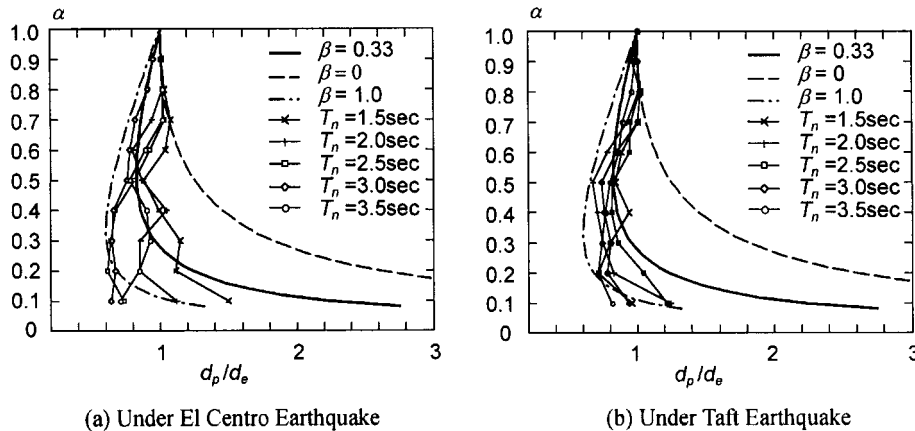 α
1.0
0.9
0.8
0.7
0.6
0.5
0.4
0.3
0.2
0.1
0
β = 0.33
β = 0
β = 1.0
Tn =1.5sec
Tn =2.0sec
Tn =2.5sec
Tn =3.0sec
Tn =3.5sec
1 2 3
dp/de
(a) Under El Centro Earthquake
α
1.0
0.9
0.8
0.7
0.6
0.5
0.4
0.3
0.2
0.1
0
β = 0.33
β = 0
β = 1.0
Tn =1.5sec
Tn =2.0sec
Tn =2.5sec
Tn =3.0sec
Tn =3.5sec
1 2 3
dp/de
(b) Under Taft Earthquake